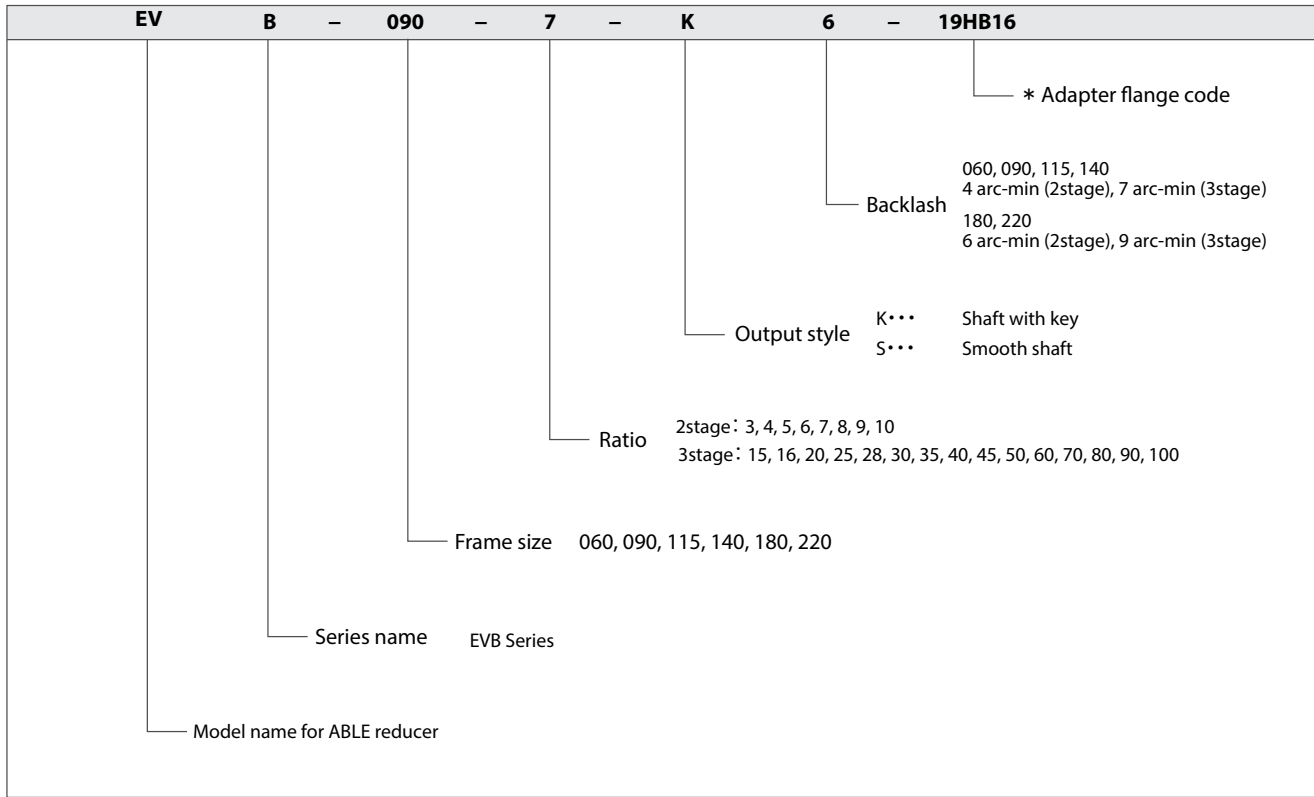 EV B – 090 – 7 – K 6 – 19HB16
* Adapter flange code
060, 090, 115, 140
4 arc-min (2stage), 7 arc-min (3stage)
Backlash
180, 220
6 arc-min (2stage), 9 arc-min (3stage)
K・・・ Shaft with key
Output style
S・・・ Smooth shaft
2stage: 3, 4, 5, 6, 7, 8, 9, 10
Ratio
3stage: 15, 16, 20, 25, 28, 30, 35, 40, 45, 50, 60, 70, 80, 90, 100
Frame size 060, 090, 115, 140, 180, 220
Series name EVB Series
Model name for ABLE reducer